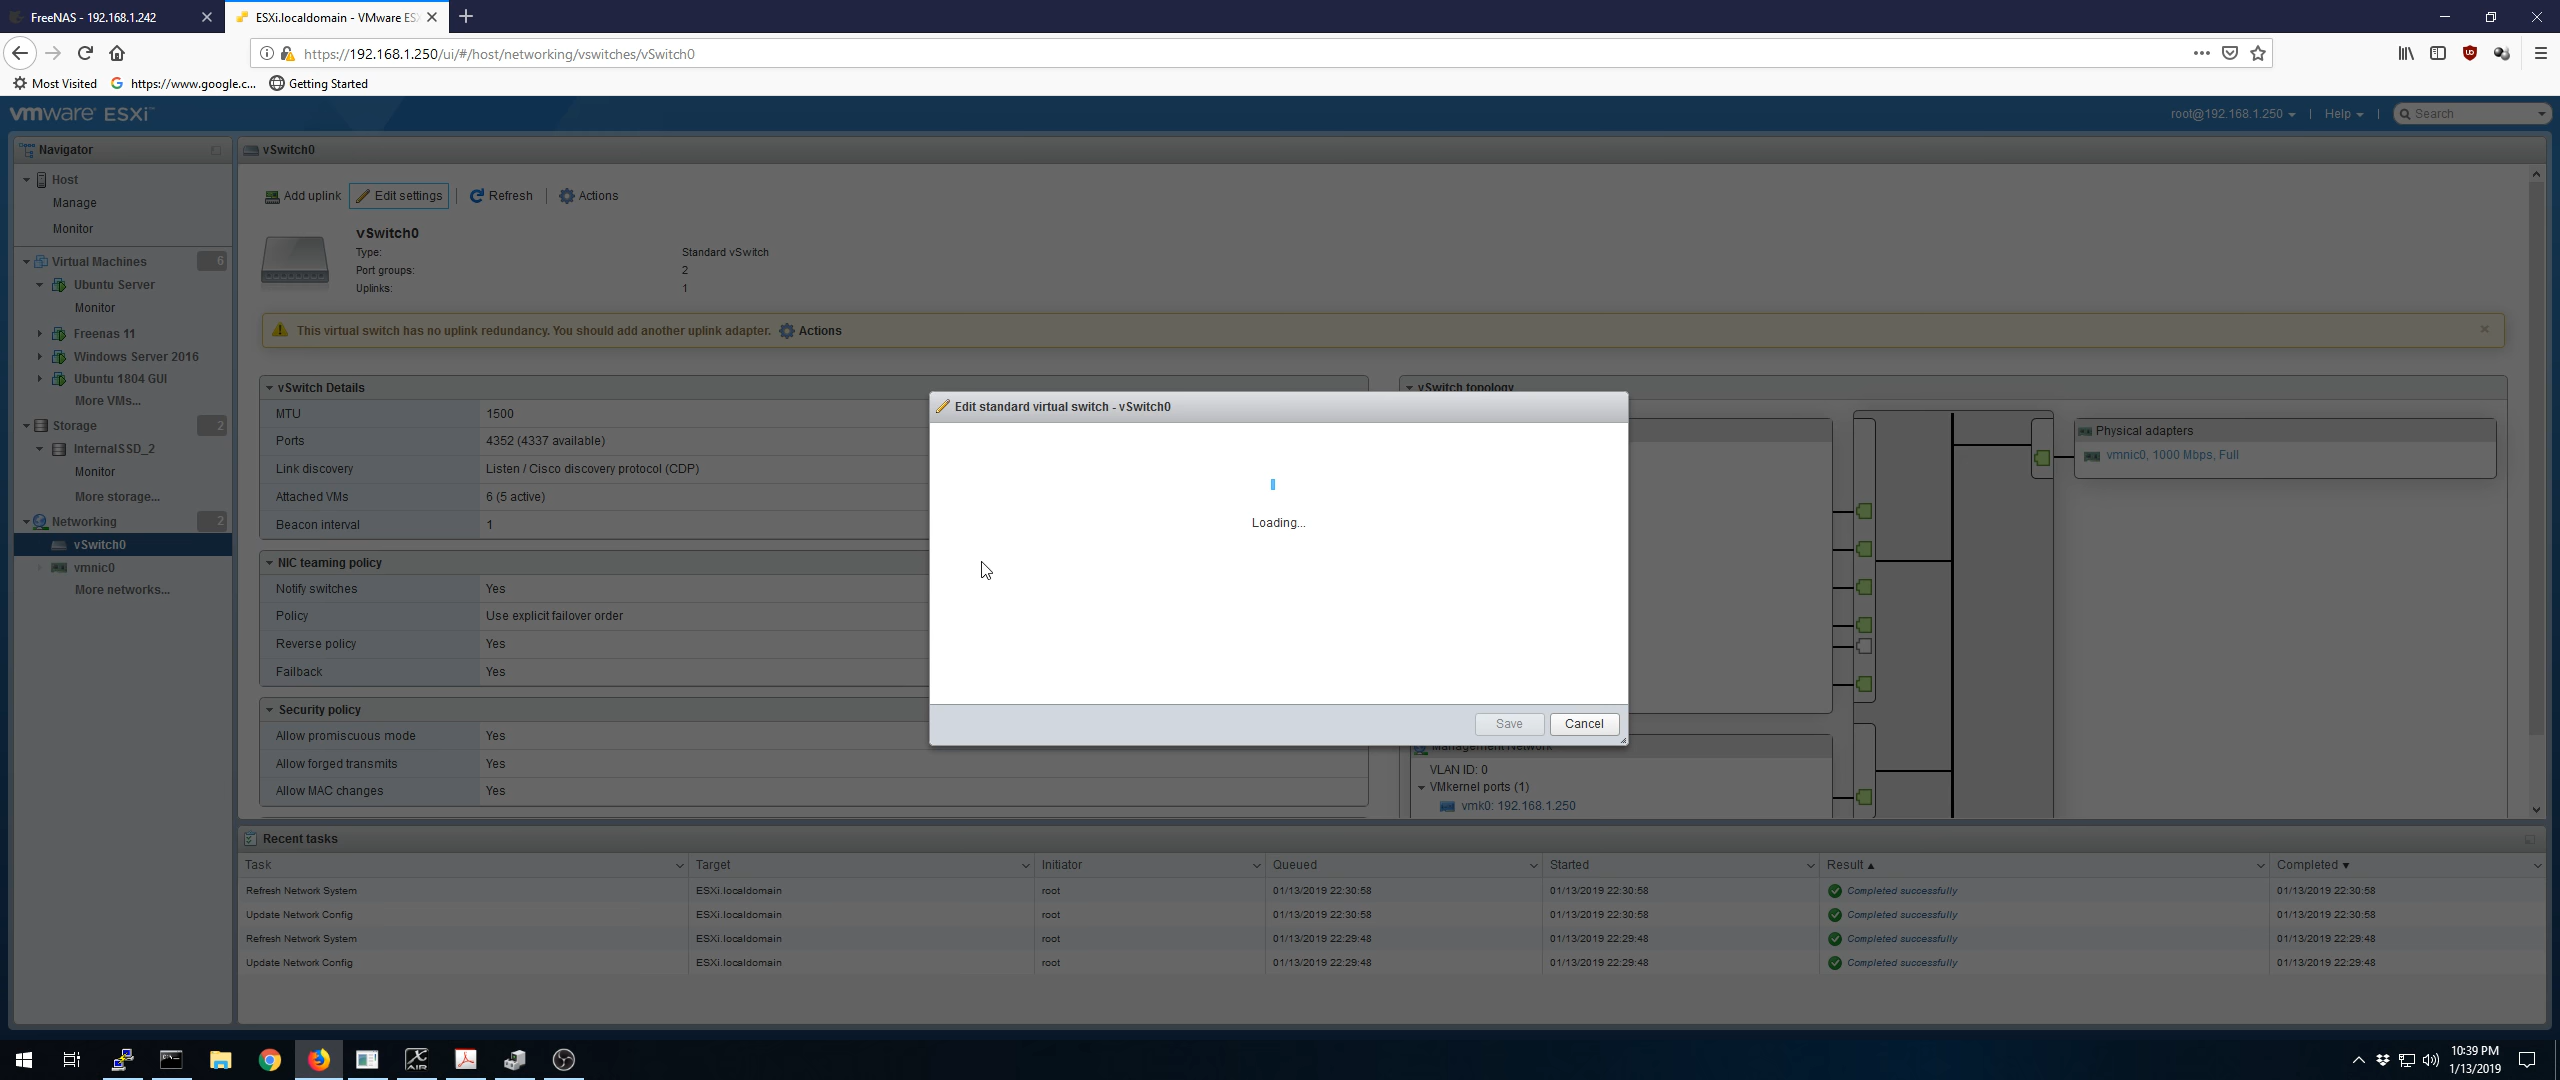 FreeNAS - 192.168.1.242
ESXi.localdomain - VMware ESX
https://192.168.1.250/ui/#/host/networking/vswitches/vSwitch0
Most Visited
https://www.google.c...
Getting Started
vmware ESXi™
root@192.168.1.250
Help
Search
Navigator
Host
Manage
Monitor
Virtual Machines 6
Ubuntu Server
Monitor
Freenas 11
Windows Server 2016
Ubuntu 1804 GUI
More VMs...
Storage 2
InternalSSD_2
Monitor
More storage...
Networking 2
vSwitch0
vmnic0
More networks...
vSwitch0
Add uplink
Edit settings
Refresh
Actions
vSwitch0
Type: Standard vSwitch
Port groups: 2
Uplinks: 1
This virtual switch has no uplink redundancy. You should add another uplink adapter. Actions
vSwitch Details
MTU 1500
Ports 4352 (4337 available)
Link discovery Listen / Cisco discovery protocol (CDP)
Attached VMs 6 (5 active)
Beacon interval 1
NIC teaming policy
Notify switches Yes
Policy Use explicit failover order
Reverse policy Yes
Failback Yes
Security policy
Allow promiscuous mode Yes
Allow forged transmits Yes
Allow MAC changes Yes
vSwitch topology
Physical adapters
vmnic0, 1000 Mbps, Full
Management Network
VLAN ID: 0
VMkernel ports (1)
vmk0: 192.168.1.250
Edit standard virtual switch - vSwitch0
Loading...
Save
Cancel
Recent tasks
Task Target Initiator Queued Started Result Completed
Refresh Network System ESXi.localdomain root 01/13/2019 22:30:58 01/13/2019 22:30:58 Completed successfully 01/13/2019 22:30:58
Update Network Config ESXi.localdomain root 01/13/2019 22:30:58 01/13/2019 22:30:58 Completed successfully 01/13/2019 22:30:58
Refresh Network System ESXi.localdomain root 01/13/2019 22:29:48 01/13/2019 22:29:48 Completed successfully 01/13/2019 22:29:48
Update Network Config ESXi.localdomain root 01/13/2019 22:29:48 01/13/2019 22:29:48 Completed successfully 01/13/2019 22:29:48
AIR
10:39 PM
1/13/2019